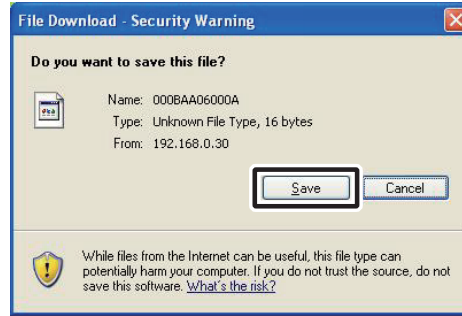 File Download - Security Warning
Do you want to save this file?
Name: 000BAA06000A
Type: Unknown File Type, 16 bytes
From: 192.168.0.30
Save Cancel
While files from the Internet can be useful, this file type can
potentially harm your computer. If you do not trust the source, do not
save this software. What's the risk?